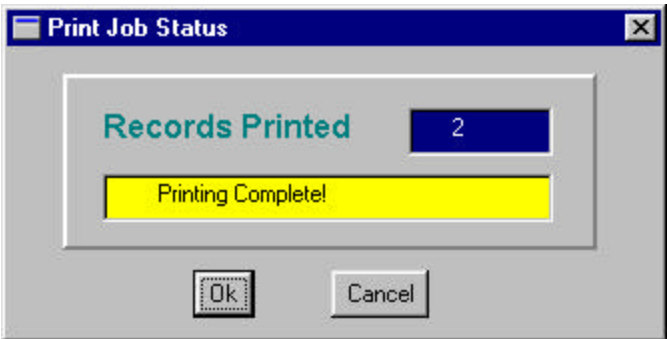 Print Job Status
Records Printed 2
Printing Complete!
Ok Cancel